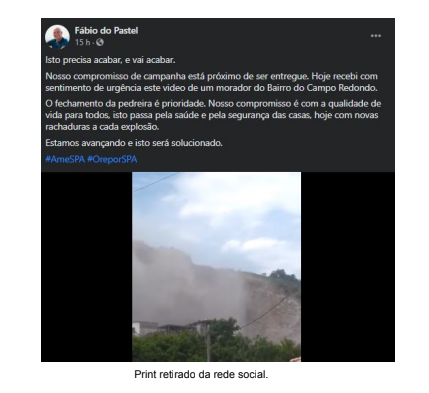 Fábio do Pastel
15 h ·
Isto precisa acabar, e vai acabar.
Nosso compromisso de campanha está próximo de ser entregue. Hoje recebi com
sentimento de urgência este video de um morador do Bairro do Campo Redondo.
O fechamento da pedreira é prioridade. Nosso compromisso é com a qualidade de
vida para todos, isto passa pela saúde e pela segurança das casas, hoje com novas
rachaduras a cada explosão.
Estamos avançando e isto será solucionado.
#AmeSPA #OreporSPA
Print retirado da rede social.